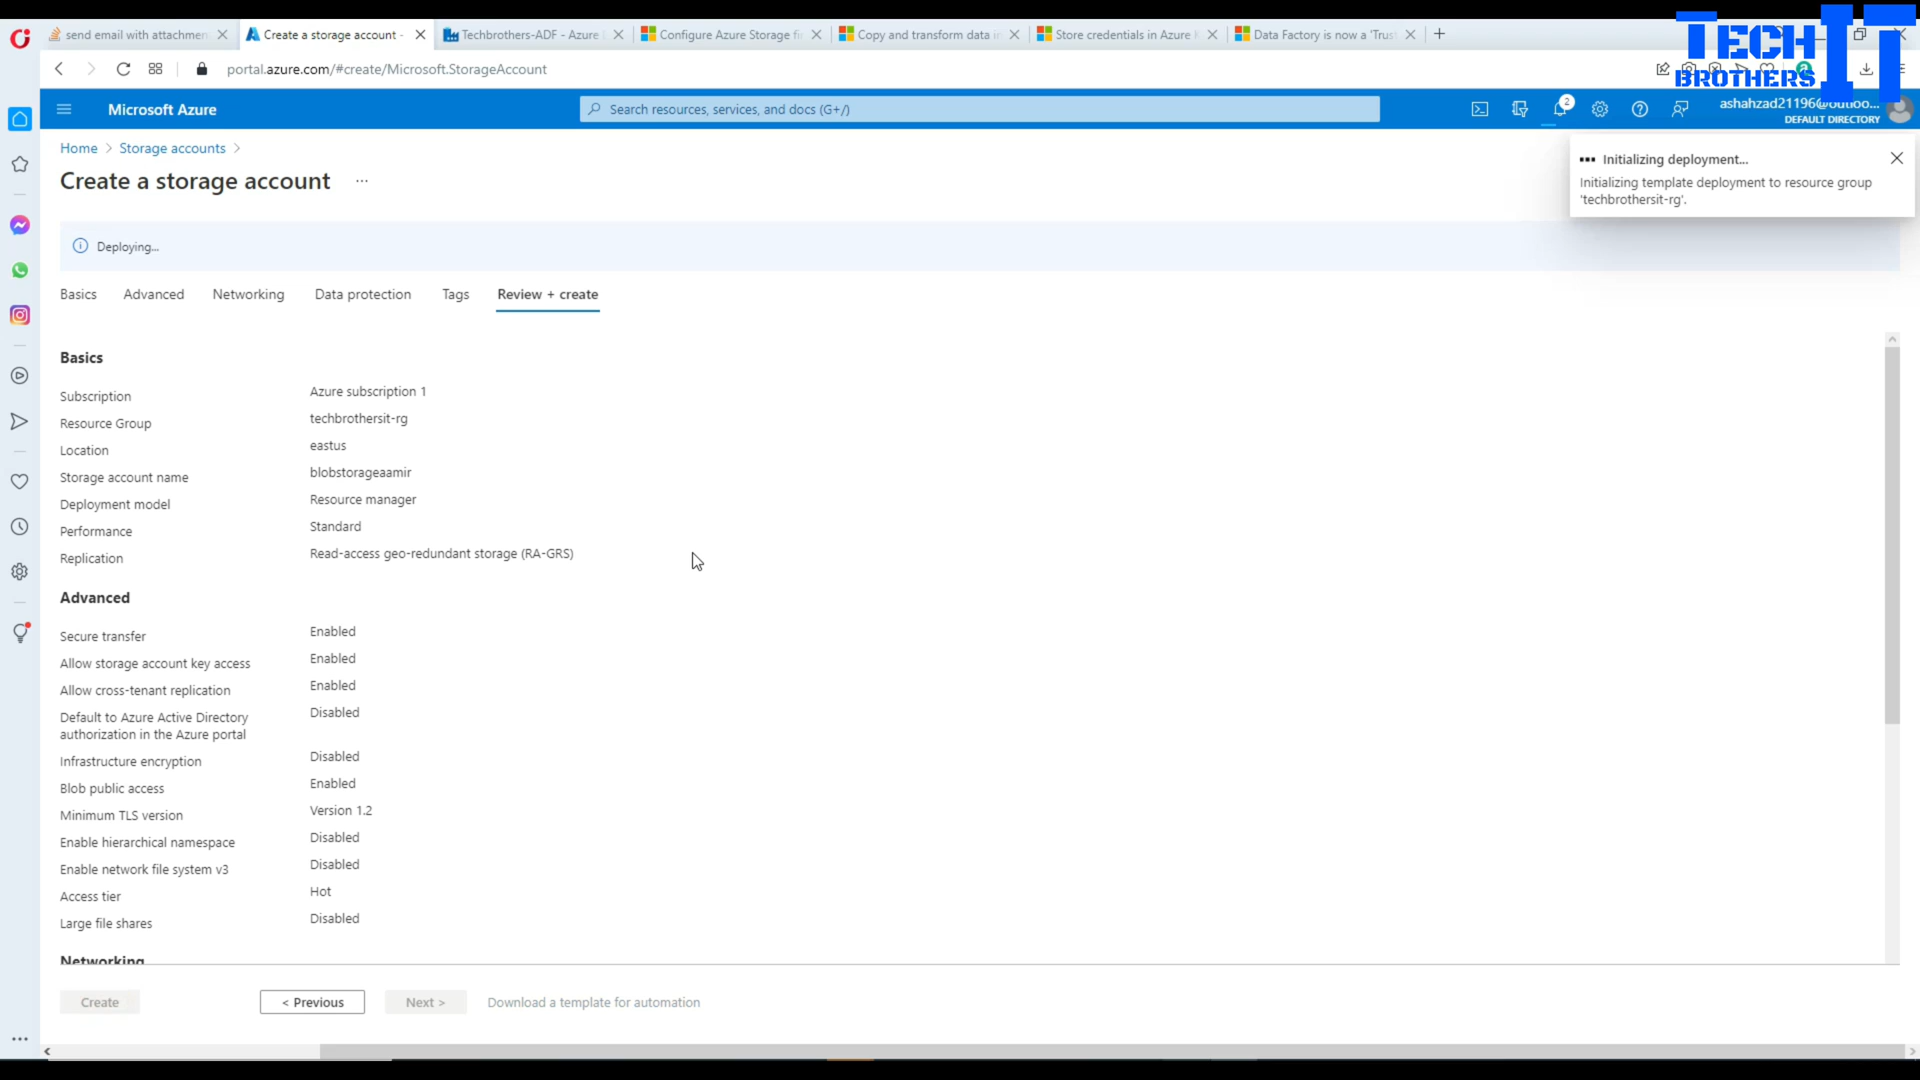 send email with attachmen
Create a storage account -
Techbrothers-ADF - Azure
Configure Azure Storage fi
Copy and transform data in
Store credentials in Azure K
Data Factory is now a 'Trus
TECH
BROTHERS
IT
portal.azure.com/#create/Microsoft.StorageAccount
Microsoft Azure
Search resources, services, and docs (G+/)
2
ashahzad21196@outloo...
DEFAULT DIRECTORY
Home > Storage accounts >
Create a storage account ...
Initializing deployment...
Initializing template deployment to resource group
'techbrothersit-rg'.
Deploying...
Basics
Advanced
Networking
Data protection
Tags
Review + create
Basics
Subscription Azure subscription 1
Resource Group techbrothersit-rg
Location eastus
Storage account name blobstorageaamir
Deployment model Resource manager
Performance Standard
Replication Read-access geo-redundant storage (RA-GRS)
Advanced
Secure transfer Enabled
Allow storage account key access Enabled
Allow cross-tenant replication Enabled
Default to Azure Active Directory Disabled
authorization in the Azure portal
Infrastructure encryption Disabled
Blob public access Enabled
Minimum TLS version Version 1.2
Enable hierarchical namespace Disabled
Enable network file system v3 Disabled
Access tier Hot
Large file shares Disabled
Networking
Create
< Previous
Next >
Download a template for automation